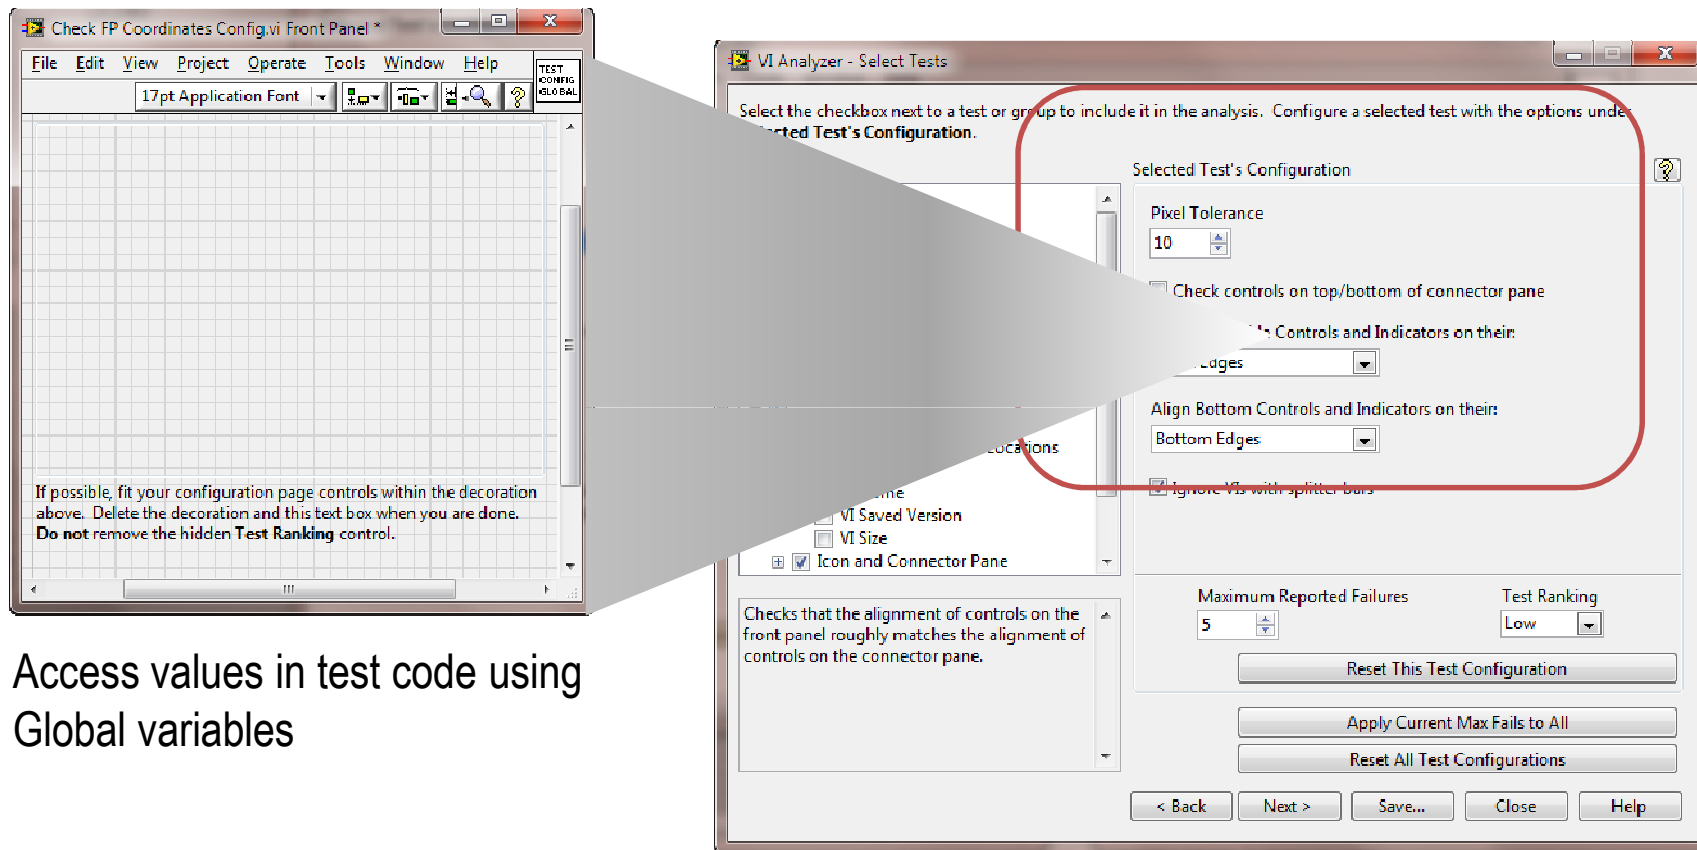 Check FP Coordinates Config.vi Front Panel *
File Edit View Project Operate Tools Window Help
TEST
CONFIG
GLOBAL
17pt Application Font
If possible, fit your configuration page controls within the decoration
above. Delete the decoration and this text box when you are done.
Do not remove the hidden Test Ranking control.
Access values in test code using
Global variables
VI Analyzer - Select Tests
Select the checkbox next to a test or group to include it in the analysis. Configure a selected test with the options under
Test's Configuration.
VI Saved Version
VI Size
Icon and Connector Pane
Checks that the alignment of controls on the
front panel roughly matches the alignment of
controls on the connector pane.
Selected Test's Configuration
Pixel Tolerance
10
Check controls on top/bottom of connector pane
Controls and Indicators on their:
Edges
Align Bottom Controls and Indicators on their:
Bottom Edges
Ignore VIs with splitter bars
Maximum Reported Failures
5
Test Ranking
Low
Reset This Test Configuration
Apply Current Max Fails to All
Reset All Test Configurations
< Back Next > Save... Close Help